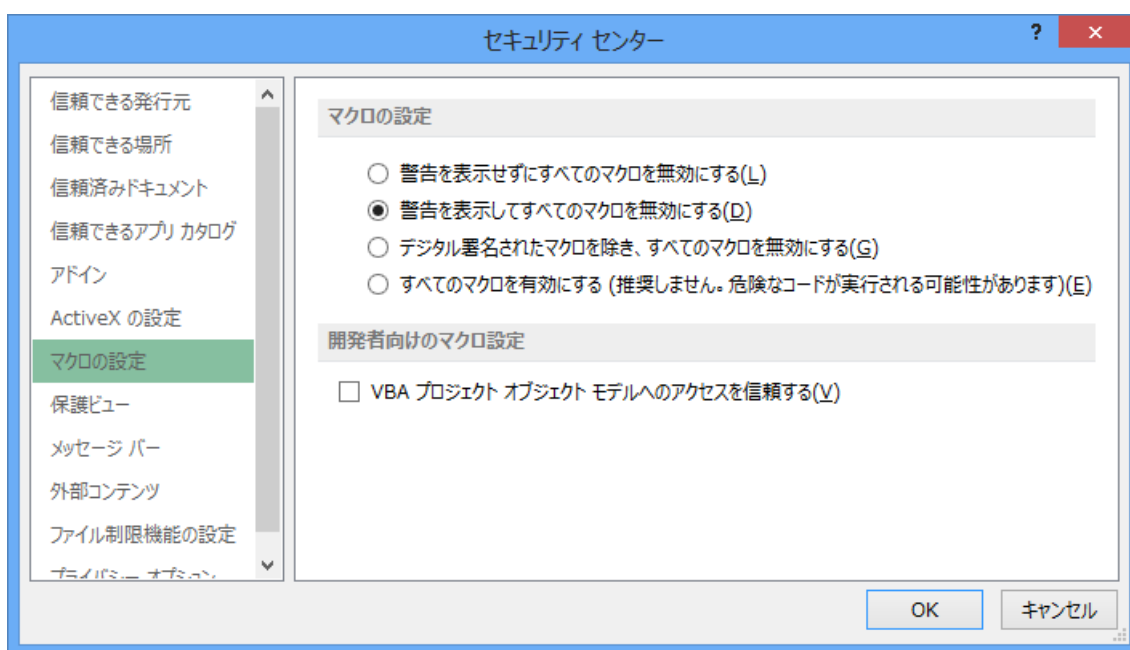 セキュリティ センター
?
×
信頼できる発行元
信頼できる場所
信頼済みドキュメント
信頼できるアプリ カタログ
アドイン
ActiveX の設定
マクロの設定
保護ビュー
メッセージ バー
外部コンテンツ
ファイル制限機能の設定
プライバシー オプション
マクロの設定
警告を表示せずにすべてのマクロを無効にする(L)
警告を表示してすべてのマクロを無効にする(D)
デジタル署名されたマクロを除き、すべてのマクロを無効にする(G)
すべてのマクロを有効にする (推奨しません。危険なコードが実行される可能性があります)(E)
開発者向けのマクロ設定
VBA プロジェクト オブジェクト モデルへのアクセスを信頼する(V)
OK
キャンセル